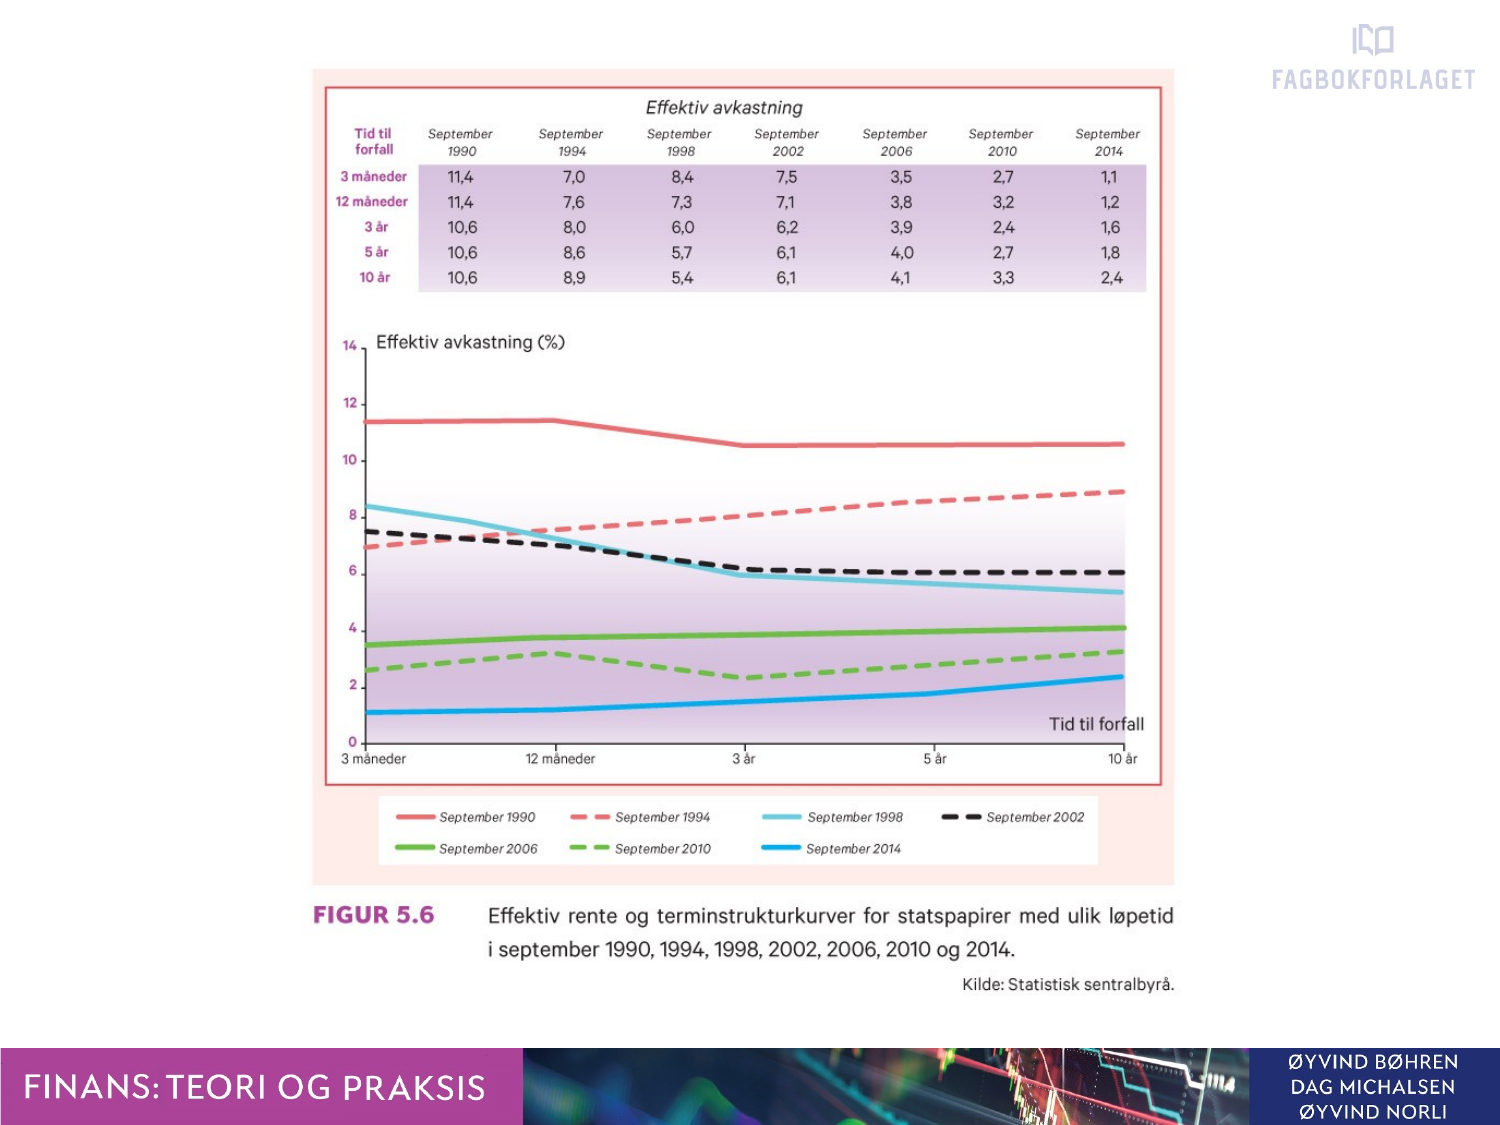 FAGBOKFORLAGET
Effektiv avkastning
Tid til forfall September 1990 September 1994 September 1998 September 2002 September 2006 September 2010 September 2014
3 måneder 11,4 7,0 8,4 7,5 3,5 2,7 1,1
12 måneder 11,4 7,6 7,3 7,1 3,8 3,2 1,2
3 år 10,6 8,0 6,0 6,2 3,9 2,4 1,6
5 år 10,6 8,6 5,7 6,1 4,0 2,7 1,8
10 år 10,6 8,9 5,4 6,1 4,1 3,3 2,4
Effektiv avkastning (%)
14
12
10
8
6
4
2
0
Tid til forfall
3 måneder 12 måneder 3 år 5 år 10 år
September 1990 September 1994 September 1998 September 2002
September 2006 September 2010 September 2014
FIGUR 5.6 Effektiv rente og terminstrukturkurver for statspapirer med ulik løpetid
i september 1990, 1994, 1998, 2002, 2006, 2010 og 2014.
Kilde: Statistisk sentralbyrå.
FINANS: TEORI OG PRAKSIS
ØYVIND BØHREN
DAG MICHALSEN
ØYVIND NORLI